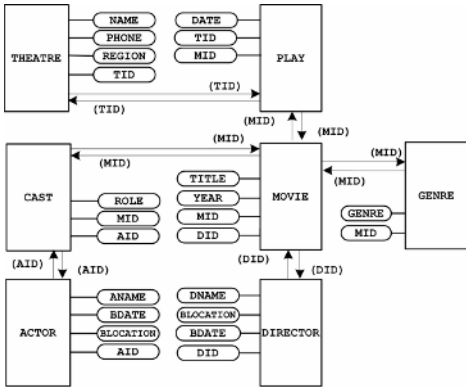 THEATRE
NAME
PHONE
REGION
TID
DATE
TID
MID
PLAY
(TID)
(TID)
(MID)
(MID)
(MID)
(MID)
CAST
ROLE
MID
AID
TITLE
YEAR
MID
DID
MOVIE
(MID)
(MID)
GENRE
GENRE
MID
(AID)
(AID)
(DID)
(DID)
ACTOR
ANAME
BDATE
BLOCATION
AID
DNAME
BLOCATION
BDATE
DID
DIRECTOR